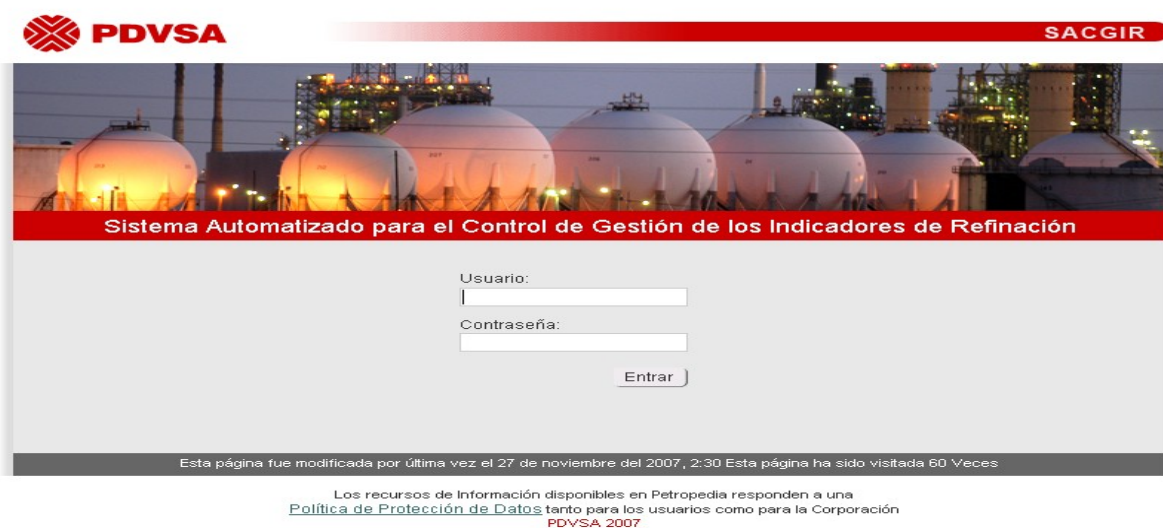 PDVSA
SACGIR
Sistema Automatizado para el Control de Gestión de los Indicadores de Refinación
Usuario:
Contraseña:
Entrar
Esta página fue modificada por última vez el 27 de noviembre del 2007, 2:30 Esta página ha sido visitada 60 Veces
Los recursos de Información disponibles en Petropedia responden a una
Política de Protección de Datos tanto para los usuarios como para la Corporación
PDVSA 2007